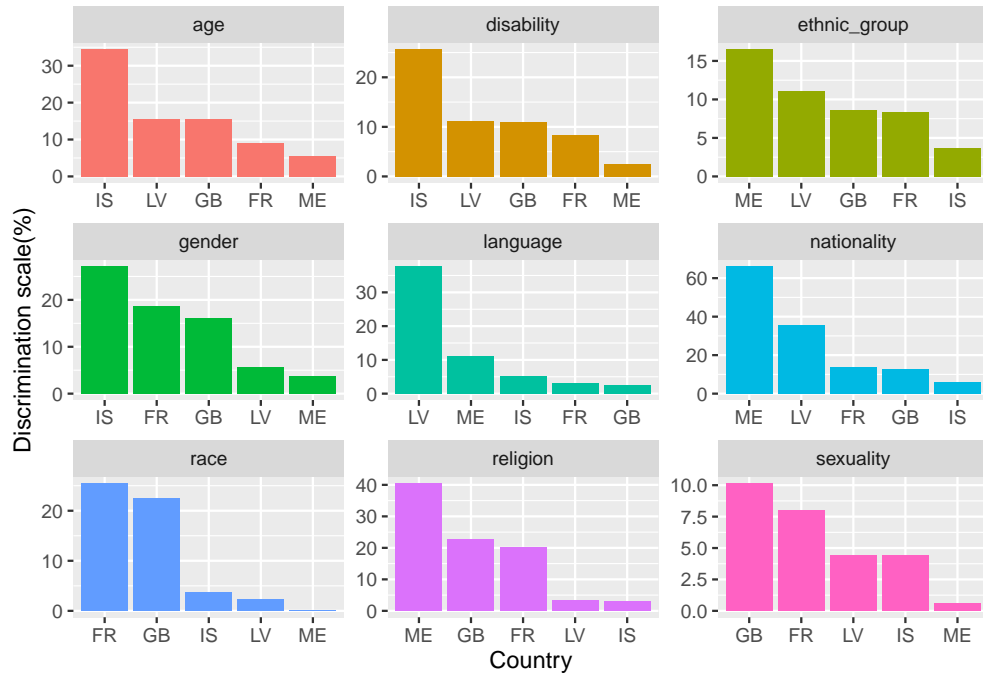 age
disability
ethnic_group
30
20
10
0
IS LV GB FR ME
20
10
0
IS LV GB FR ME
15
10
5
0
ME LV GB FR IS
gender
language
nationality
20
10
0
IS FR GB LV ME
30
20
10
0
LV ME IS FR GB
60
40
20
0
ME LV FR GB IS
race
religion
sexuality
20
10
0
FR GB IS LV ME
40
30
20
10
0
ME GB FR LV IS
10.0
7.5
5.0
2.5
0.0
GB FR LV IS ME
Discrimination scale(%)
Country